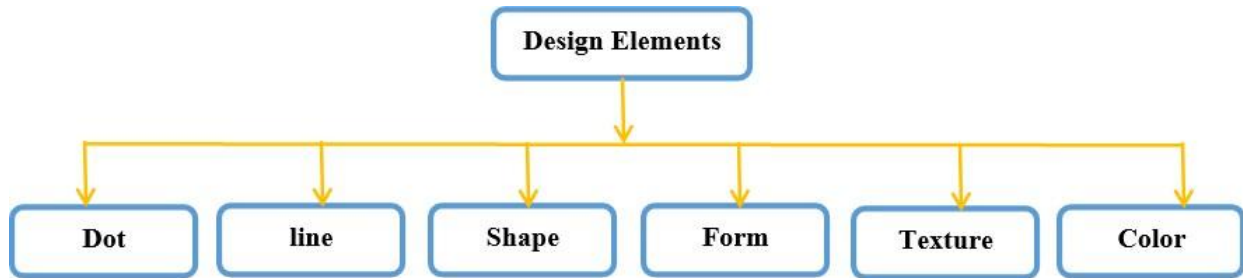 Design Elements
Dot
line
Shape
Form
Texture
Color